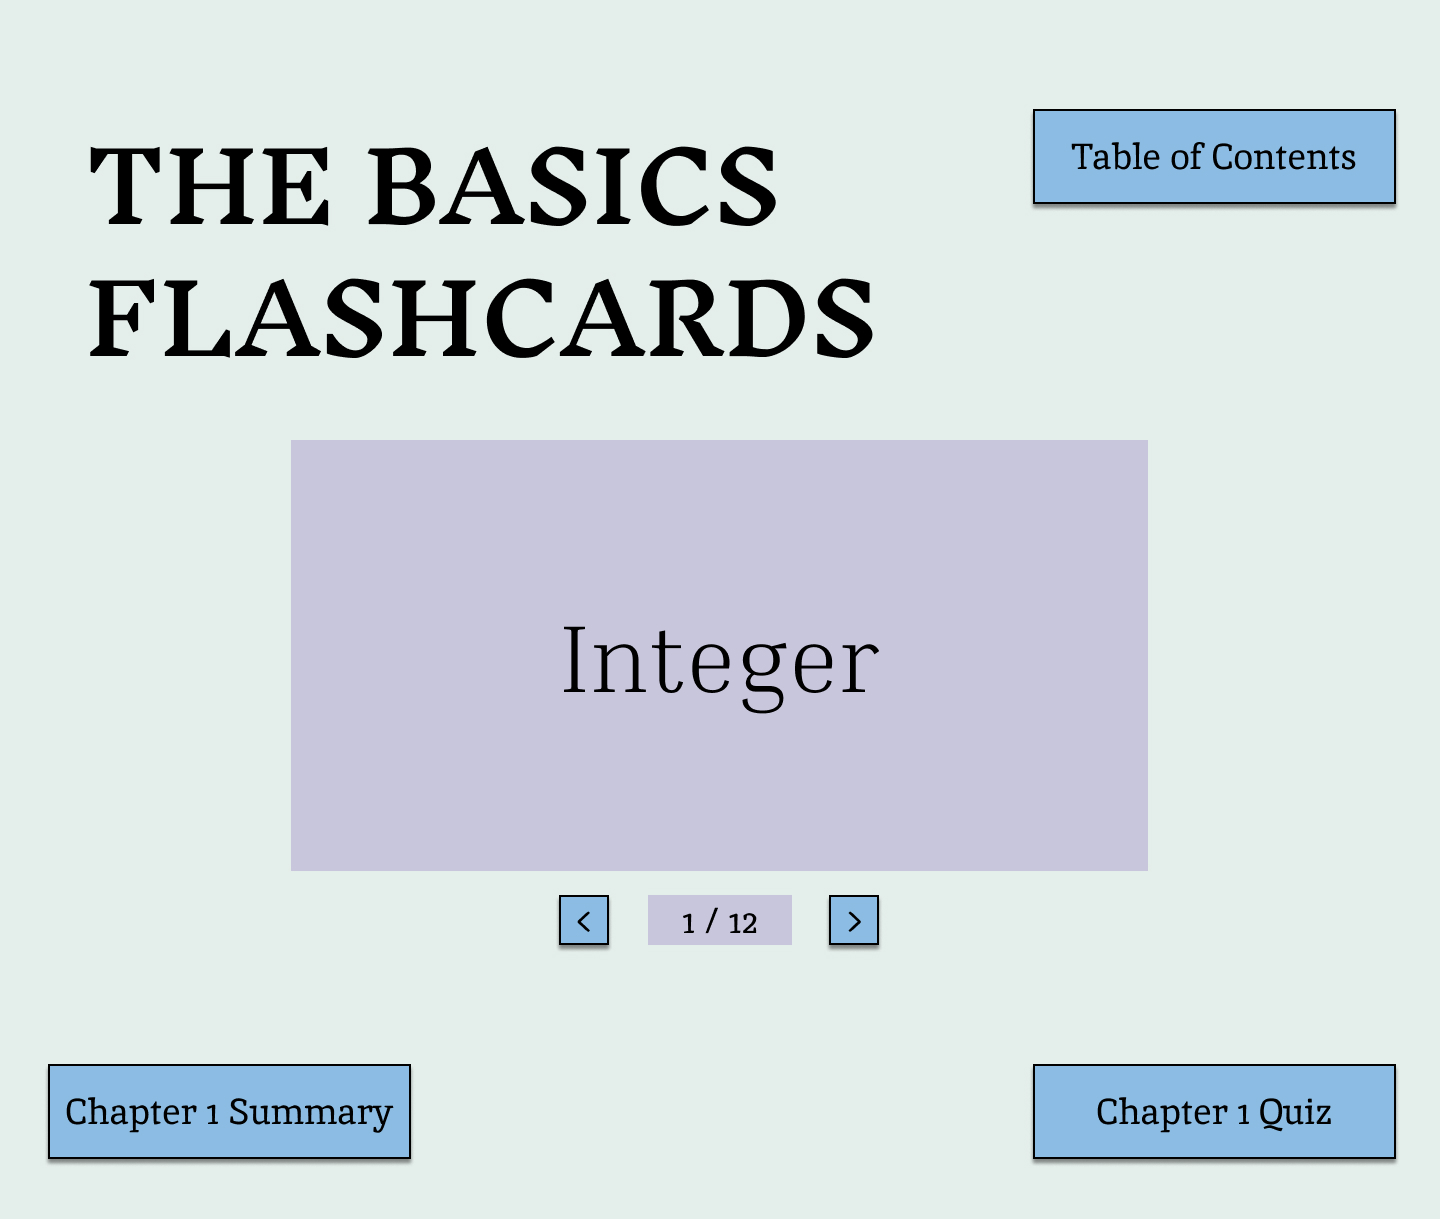 Table of Contents
THE BASICS
FLASHCARDS
Integer
<
1 / 12
>
Chapter 1 Summary
Chapter 1 Quiz